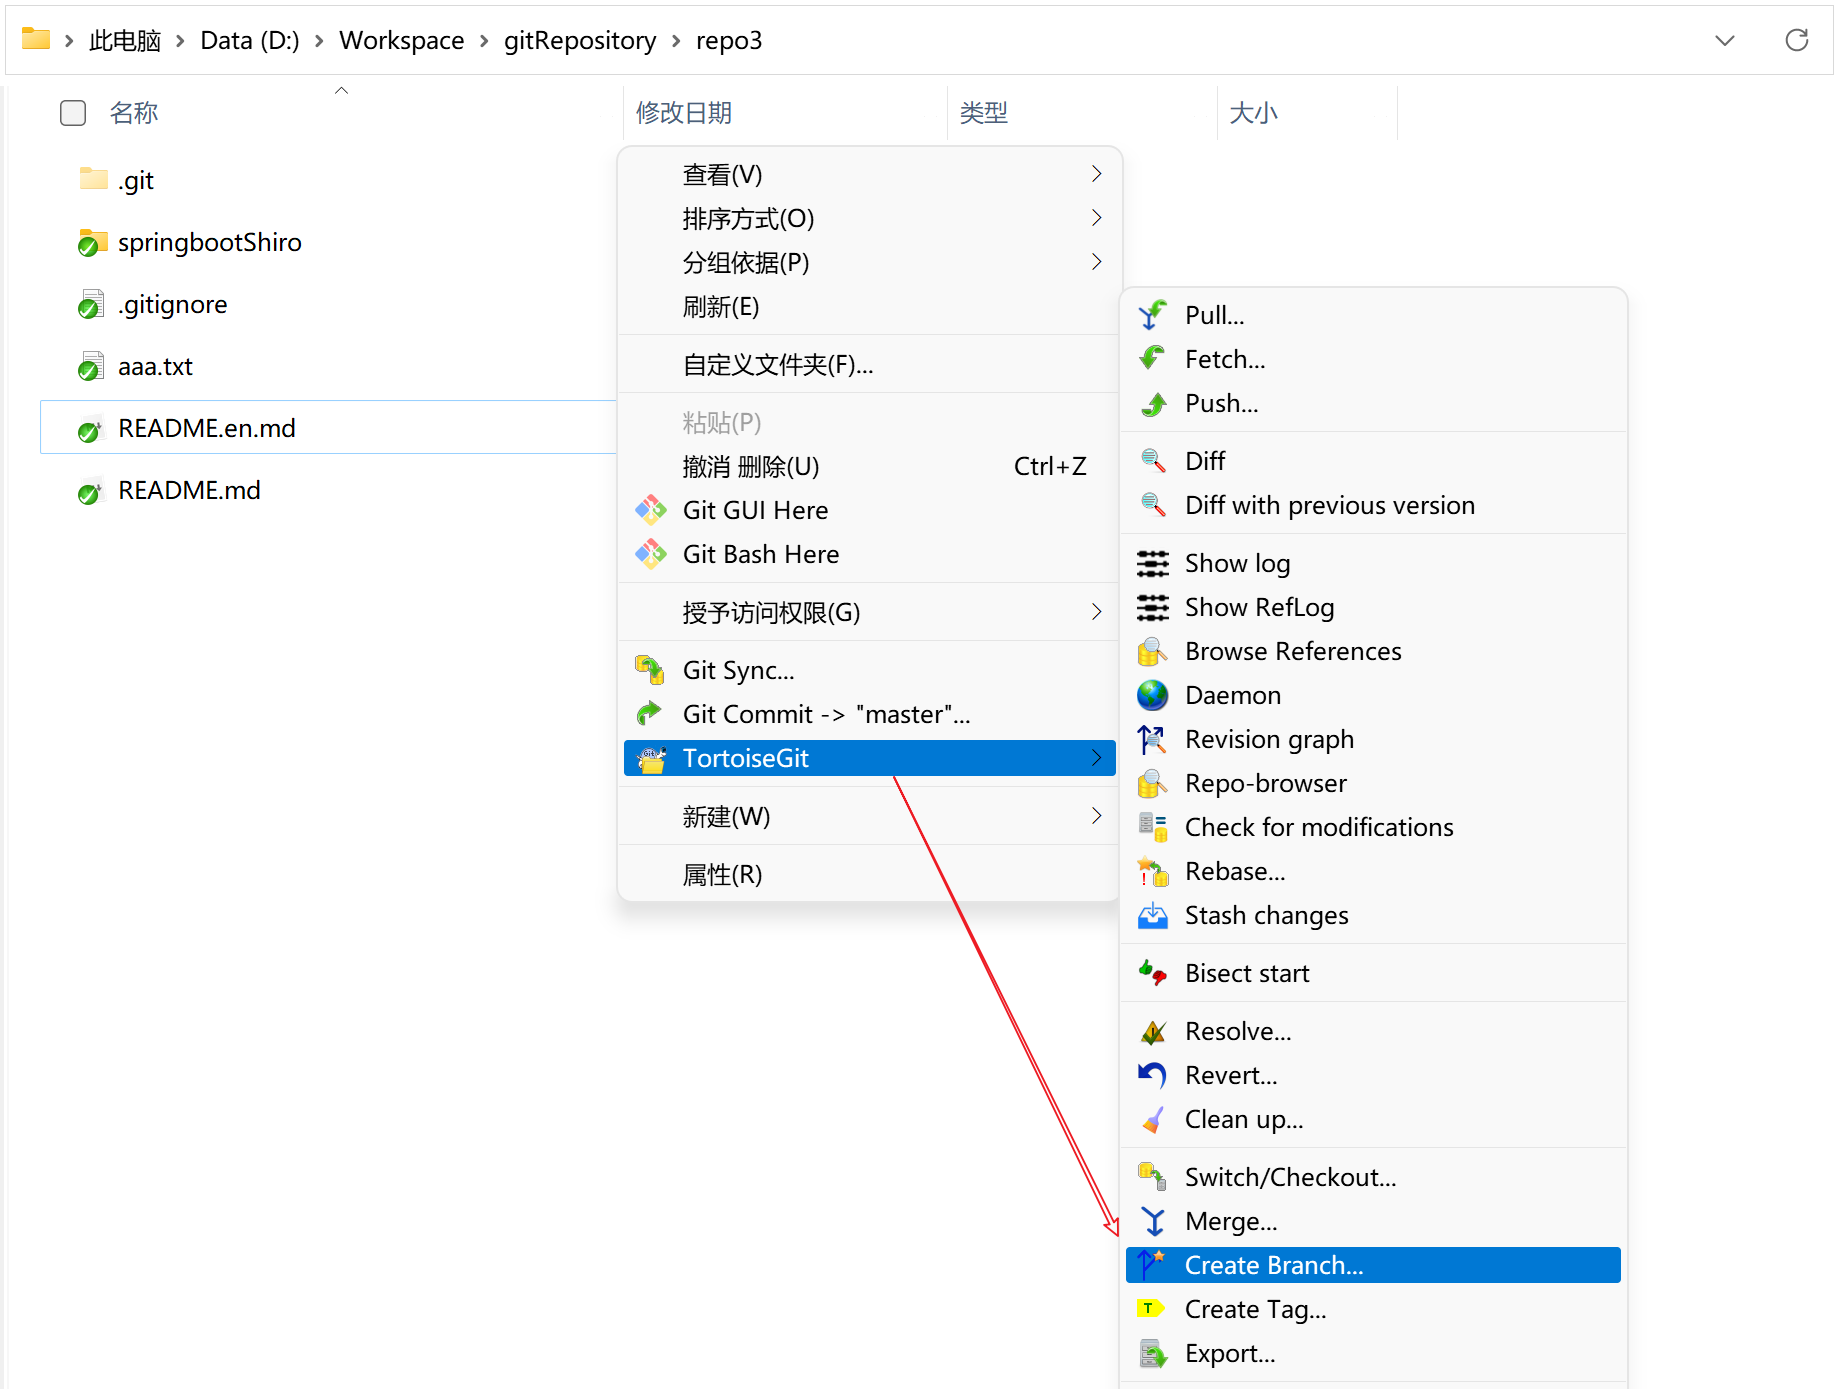 此电脑 > Data (D:) > Workspace > gitRepository > repo3
名称 修改日期 类型 大小
.git
springbootShiro
.gitignore
aaa.txt
README.en.md
README.md
查看(V)
排序方式(O)
分组依据(P)
刷新(E)
自定义文件夹(F)...
粘贴(P)
撤消 删除(U) Ctrl+Z
Git GUI Here
Git Bash Here
授予访问权限(G)
Git Sync...
Git Commit -> "master"...
TortoiseGit
新建(W)
属性(R)
Pull...
Fetch...
Push...
Diff
Diff with previous version
Show log
Show RefLog
Browse References
Daemon
Revision graph
Repo-browser
Check for modifications
Rebase...
Stash changes
Bisect start
Resolve...
Revert...
Clean up...
Switch/Checkout...
Merge...
Create Branch...
Create Tag...
Export...